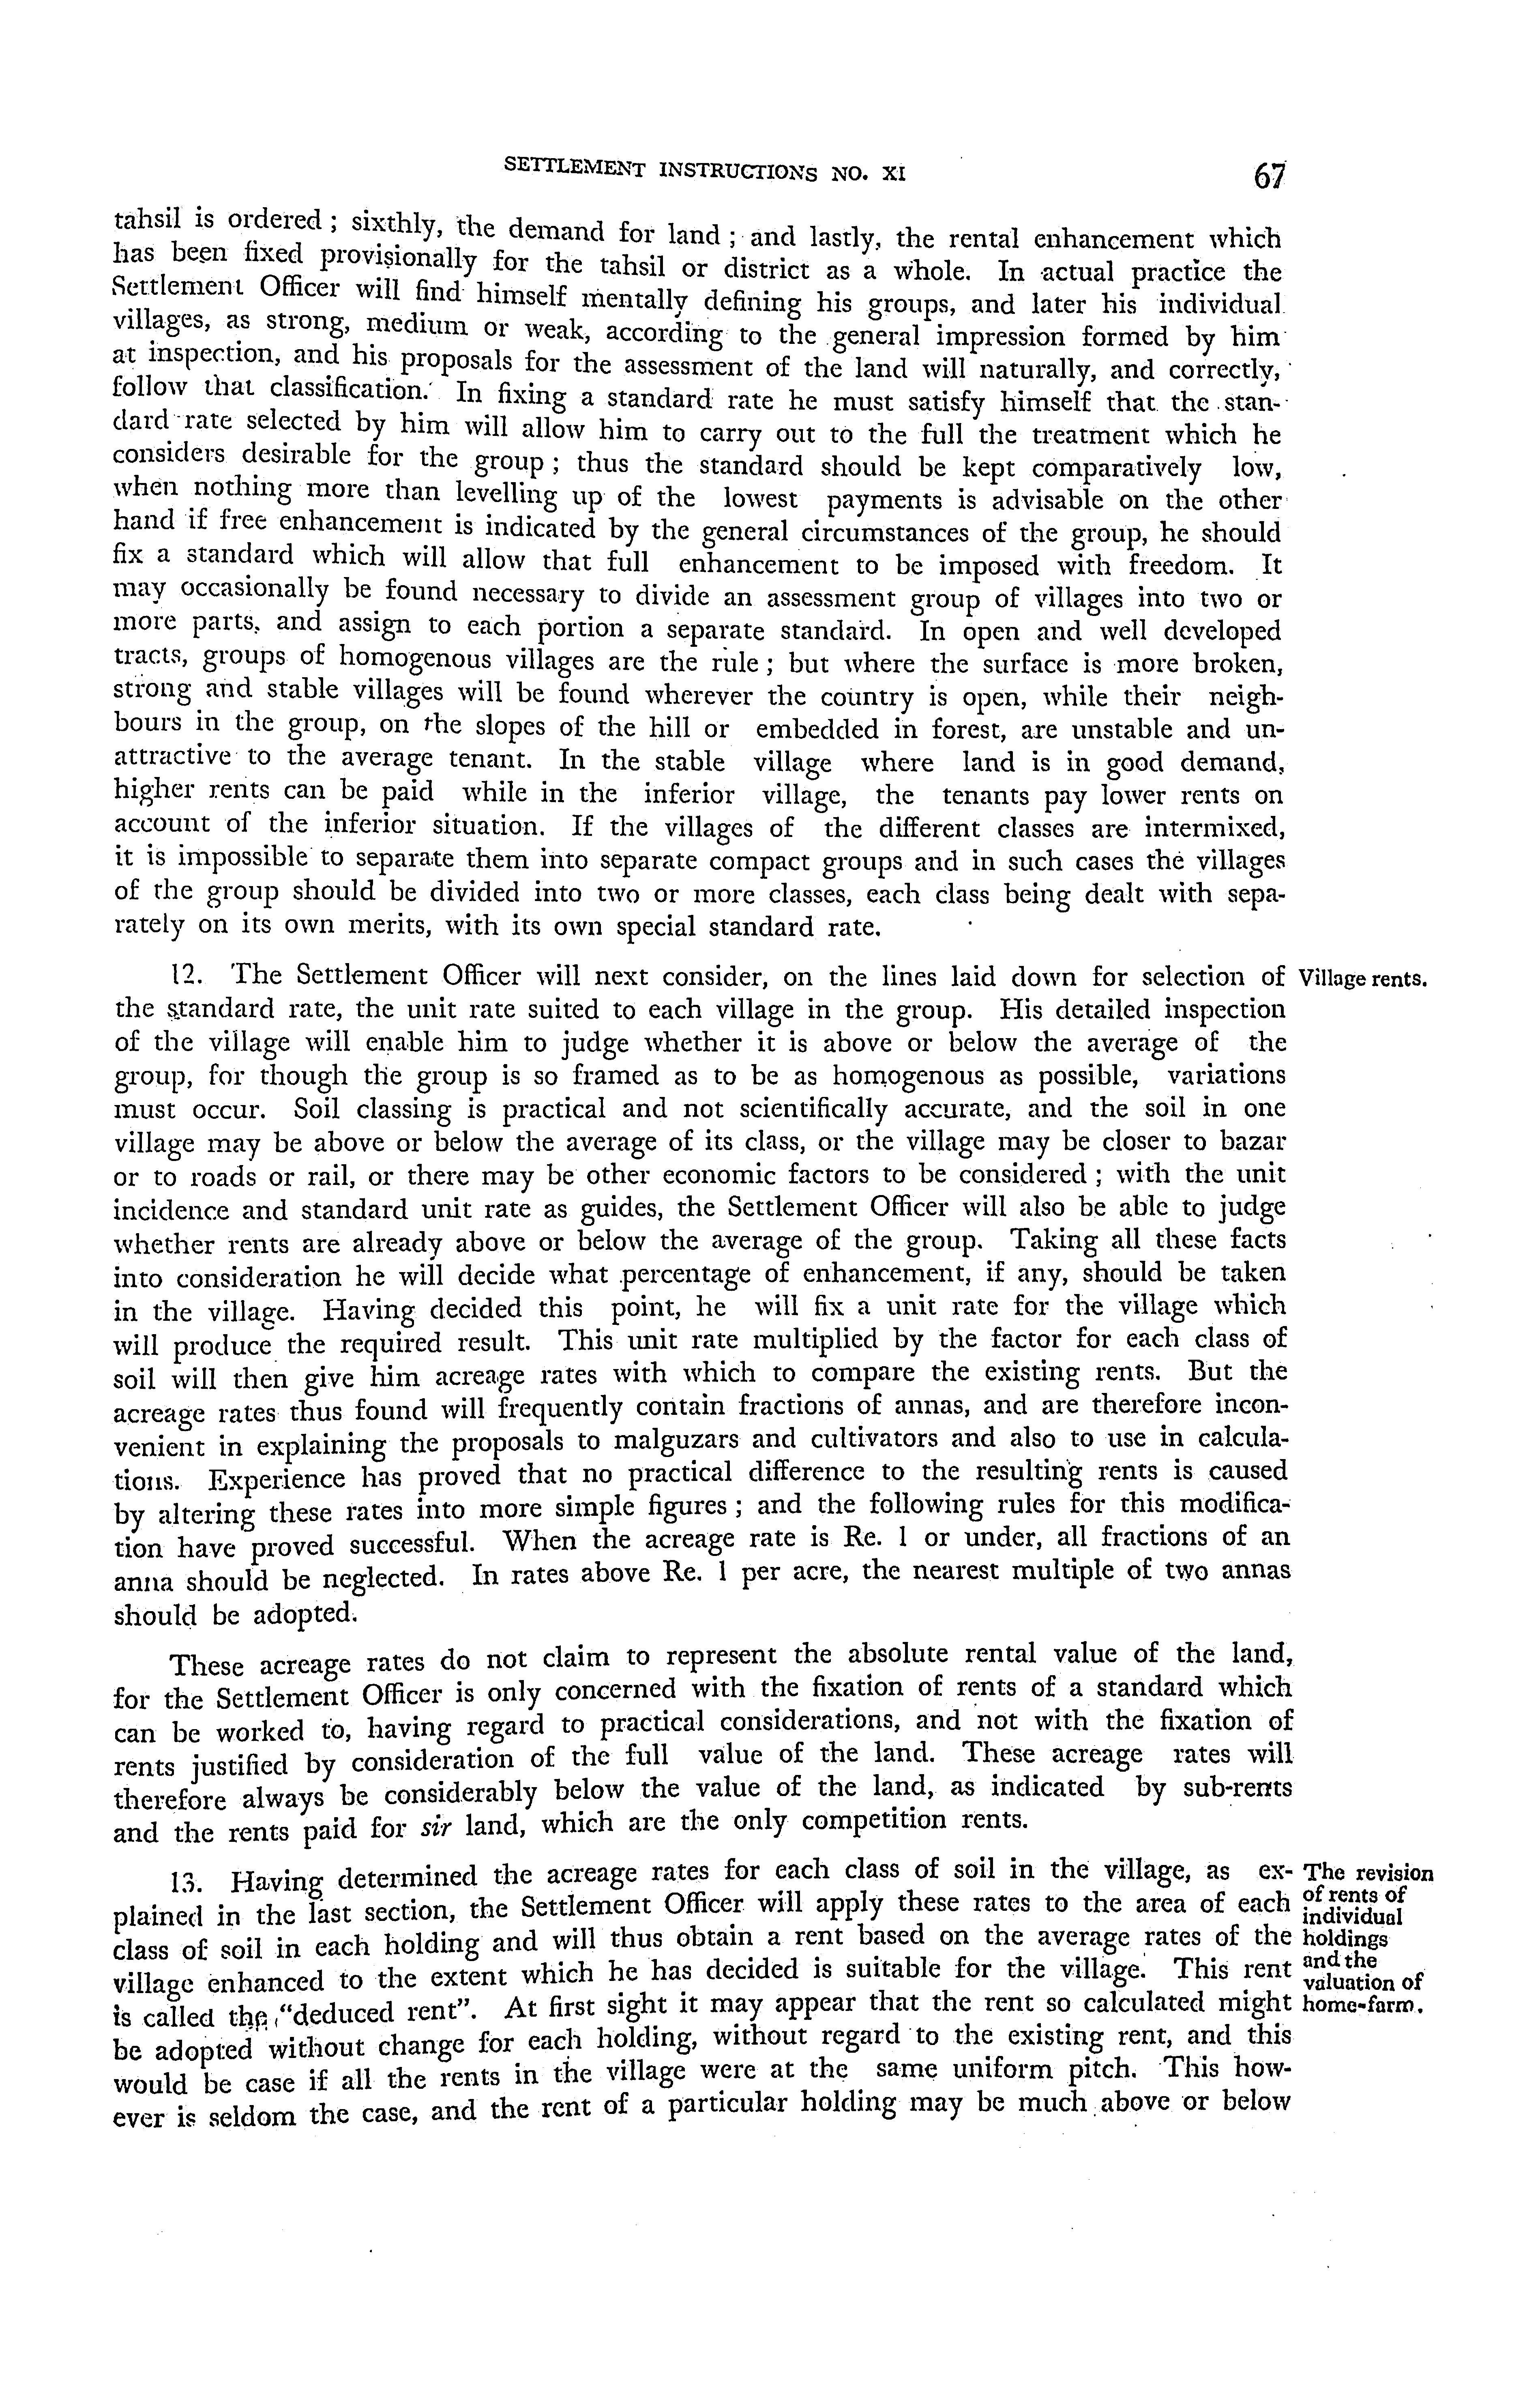 SETTLEMENT INSTRUCTIONS NO. XI 67
tahsil is ordered ; sixthly, the demand for land ; and lastly, the rental enhancement which
has been fixed provisionally for the tahsil or district as a whole. In actual practice the
Settlement Officer will find himself mentally defining his groups, and later his individual
villages, as strong, medium or weak, according to the general impression formed by him
at inspection, and his proposals for the assessment of the land will naturally, and correctly,
follow that classification. In fixing a standard rate he must satisfy himself that the stan-
dard rate selected by him will allow him to carry out to the full the treatment which he
considers desirable for the group ; thus the standard should be kept comparatively low,
when nothing more than levelling up of the lowest payments is advisable on the other
hand if free enhancement is indicated by the general circumstances of the group, he should
fix a standard which will allow that full enhancement to be imposed with freedom. It
may occasionally be found necessary to divide an assessment group of villages into two or
more parts, and assign to each portion a separate standard. In open and well developed
tracts, groups of homogenous villages are the rule ; but where the surface is more broken,
strong and stable villages will be found wherever the country is open, while their neigh-
bours in the group, on the slopes of the hill or embedded in forest, are unstable and un-
attractive to the average tenant. In the stable village where land is in good demand,
higher rents can be paid while in the inferior village, the tenants pay lower rents on
account of the inferior situation. If the villages of the different classes are intermixed,
it is impossible to separate them into separate compact groups and in such cases the villages
of the group should be divided into two or more classes, each class being dealt with sepa-
rately on its own merits, with its own special standard rate.
12. The Settlement Officer will next consider, on the lines laid down for selection of Village rents.
the standard rate, the unit rate suited to each village in the group. His detailed inspection
of the village will enable him to judge whether it is above or below the average of the
group, for though the group is so framed as to be as homogenous as possible, variations
must occur. Soil classing is practical and not scientifically accurate, and the soil in one
village may be above or below the average of its class, or the village may be closer to bazar
or to roads or rail, or there may be other economic factors to be considered ; with the unit
incidence and standard unit rate as guides, the Settlement Officer will also be able to judge
whether rents are already above or below the average of the group. Taking all these facts
into consideration he will decide what percentage of enhancement, if any, should be taken
in the village. Having decided this point, he will fix a unit rate for the village which
will produce the required result. This unit rate multiplied by the factor for each class of
soil will then give him acreage rates with which to compare the existing rents. But the
acreage rates thus found will frequently contain fractions of annas, and are therefore incon-
venient in explaining the proposals to malguzars and cultivators and also to use in calcula-
tions. Experience has proved that no practical difference to the resulting rents is caused
by altering these rates into more simple figures ; and the following rules for this modifica-
tion have proved successful. When the acreage rate is Re. 1 or under, all fractions of an
anna should be neglected. In rates above Re. 1 per acre, the nearest multiple of two annas
should be adopted.
These acreage rates do not claim to represent the absolute rental value of the land,
for the Settlement Officer is only concerned with the fixation of rents of a standard which
can be worked to, having regard to practical considerations, and not with the fixation of
rents justified by consideration of the full value of the land. These acreage rates will
therefore always be considerably below the value of the land, as indicated by sub-rents
and the rents paid for sir land, which are the only competition rents.
13. Having determined the acreage rates for each class of soil in the village, as ex-
plained in the last section, the Settlement Officer will apply these rates to the area of each
class of soil in each holding and will thus obtain a rent based on the average rates of the
village enhanced to the extent which he has decided is suitable for the village. This rent
is called the "deduced rent". At first sight it may appear that the rent so calculated might
be adopted without change for each holding, without regard to the existing rent, and this
would be case if all the rents in the village were at the same uniform pitch. This how-
ever is seldom the case, and the rent of a particular holding may be much above or below
The revision
of rents of
individual
holdings
and the
valuation of
home-farm.